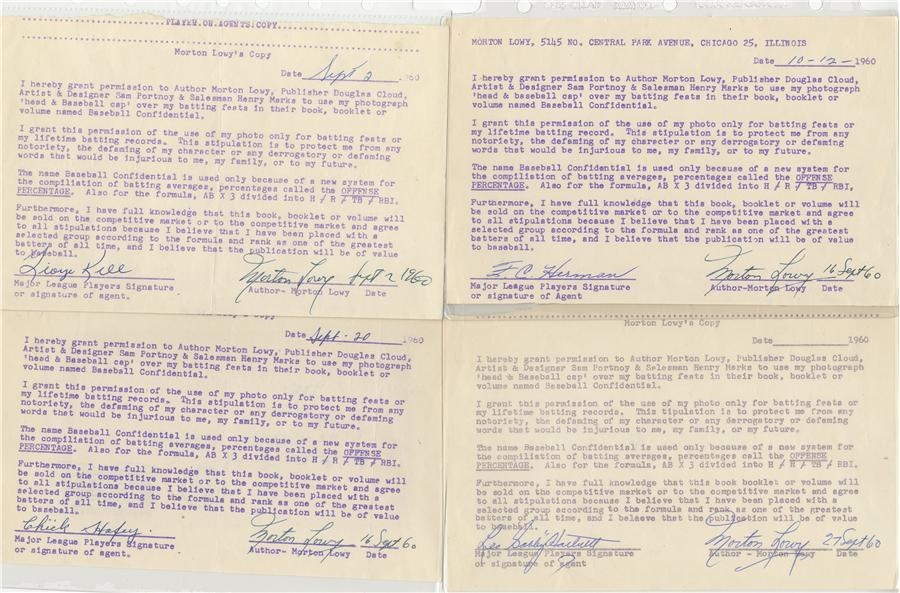 PLAYER OR AGENTS COPY
Morton Lowy's Copy
Date Sept 2 1960
I hereby grant permission to Author Morton Lowy, Publisher Douglas Cloud,
Artist & Designer Sam Portnoy & Salesman Henry Marks to use my photograph
'head & Baseball cap' over my batting fests in their book, booklet or
volume named Baseball Confidential.
I grant this permission of the use of my photo only for batting feats or
my lifetime batting records. This stipulation is to protect me from any
notoriety, the defaming of my character or any derrogatory or defaming
words that would be injurious to me, my family, or to my future.
The name Baseball Confidential is used only because of a new system for
the compiliation of batting averages, percentages called the OFFENSE
PERCENTAGE. Also for the formula, AB X 3 divided into H / R / TB / RBI.
Furthermore, I have full knowledge that this book, booklet or volume will
be sold on the competitive market or to the competitive market and agree
to all stipulations because I believe that I have been placed with a
selected group according to the formula and rank as one of the greatest
batters of all time, and I believe that the publication will be of value
to baseball.
George Kell Morton Lowy Sept 2 1960
Major League Players Signature Author- Morton Lowy Date
or signature of agent.
MORTON LOWY, 5145 NO. CENTRAL PARK AVENUE, CHICAGO 25, ILLINOIS
Date 10-12- 1960
I hereby grant permission to Author Morton Lowy, Publisher Douglas Cloud,
Artist & Designer Sam Portnoy & Salesman Henry Marks to use my photograph
'head & baseball cap' over my batting feats in their book, booklet or
volume named Baseball Confidential.
I grant this permission of the use of my photo only for batting feats or
my lifetime batting record. This stipulation is to protect me from any
notoriety, the defaming of my character or any derrogatory or defaming
words that would be injurious to me, my family, or to my future.
The name Baseball Confidential is used only because of a new system for
the compilation of batting averages, percentages called the OFFENSE
PERCENTAGE. Also for the formula, AB X 3 divided into H / R / TB / RBI.
Furthermore, I have full knowledge that this book, booklet or volume will
be sold on the competitive market or to the competitive market and agree
to all stipulations because I believe that I have been placed with a
selected group according to the formula and rank as one of the greatest
batters of all time, and I believe that the publication will be of value
to baseball.
F. C. Herman Morton Lowy 16 Sept 60
Major League Players Signature Author-Morton Lowy Date
or signature of Agent
Date Sept-20 1960
I hereby grant permission to Author Morton Lowy, Publisher Douglas Cloud,
Artist & Designer Sam Portnoy & Salesman Henry Marks to use my photograph
'head & Baseball cap' over my batting fests in their book, booklet or
volume named Baseball Confidential.
I grant this permission of the use of my photo only for batting feats or
my lifetime batting records. This stipulation is to protect me from any
notoriety, the defaming of my character or any derrogatory or defaming
words that would be injurious to me, my family, or to my future.
The name Baseball Confidential is used only because of a new system for
the compiliation of batting averages, percentages called the OFFENSE
PERCENTAGE. Also for the formula, AB X 3 divided into H / R / TB / RBI.
Furthermore, I have full knowledge that this book, booklet or volume will
be sold on the competitive market or to the competitive market and agree
to all stipulations because I believe that I have been placed with a
selected group according to the formula and rank as one of the greatest
batters of all time, and I believe that the publication will be of value
to baseball.
Chick Hafey Morton Lowy 16 Sept 60
Major League Players Signature Author- Morton Lowy Date
or signature of agent.
Morton Lowy's Copy
Date 1960
I hereby grant permission to Author Morton Lowy, Publisher Douglas Cloud,
Artist & Designer Sam Portnoy & Salesman Henry Marks to use my photograph
'head & Baseball cap' over my batting feats in their book, booklet or
volume named Baseball Confidential.
I grant this permission of the use of my photo only for batting feats or
my lifetime batting records. This tipulation is to protect me from any
notoriety, the defaming of my character or any derrogatory or defaming
words that would be injurious to me, my family, or my future.
The name Baseball Confidential is used only because of a new system for
the compilation of batting averages, percentages call the OFFENSE
PERCENTAGE. Also for the formula, AB X 3 divided into H / R / TB / RBI.
Furthermore, I have full knowledge that this book booklet or volume will
be sold on the competitive market or to the competitive market and agree
to all stipulations because I believe that I have placed with a
selected group according to the formula and rank as one of the greatest
batters of all time, and I belaeve that the publication will be of value
to baseball.
Leo Gabby Hartnett Morton Lowy 27 Sept 60
Major League Players Signature Author - Morton Lowy Date
or signature of agent